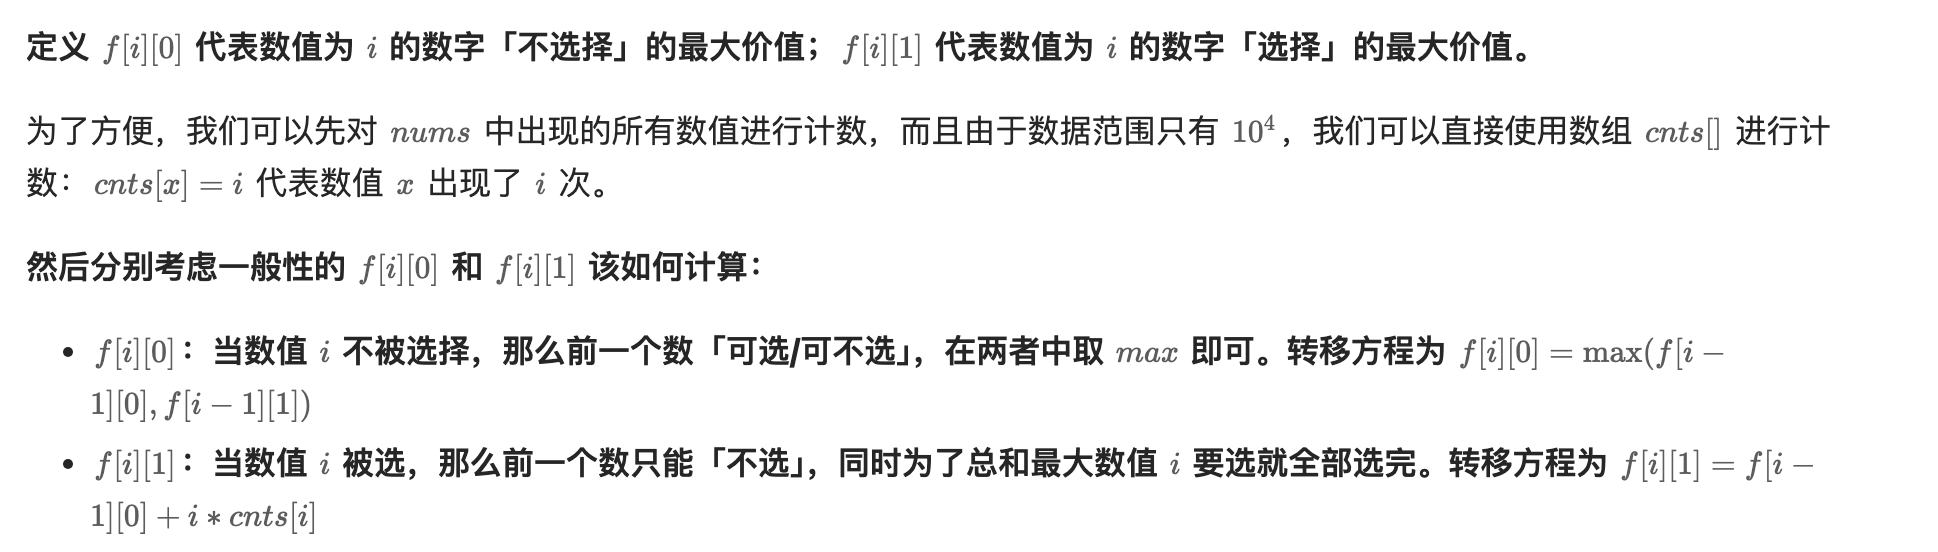 定义 f[i][0] 代表数值为 i 的数字「不选择」的最大价值；f[i][1] 代表数值为 i 的数字「选择」的最大价值。
为了方便，我们可以先对 nums 中出现的所有数值进行计数，而且由于数据范围只有 10⁴，我们可以直接使用数组 cnts[] 进行计
数：cnts[x] = i 代表数值 x 出现了 i 次。
然后分别考虑一般性的 f[i][0] 和 f[i][1] 该如何计算：
• f[i][0]：当数值 i 不被选择，那么前一个数「可选/可不选」，在两者中取 max 即可。转移方程为 f[i][0] = max(f[i −
1][0], f[i − 1][1])
• f[i][1]：当数值 i 被选，那么前一个数只能「不选」，同时为了总和最大数值 i 要选就全部选完。转移方程为 f[i][1] = f[i −
1][0] + i ∗ cnts[i]